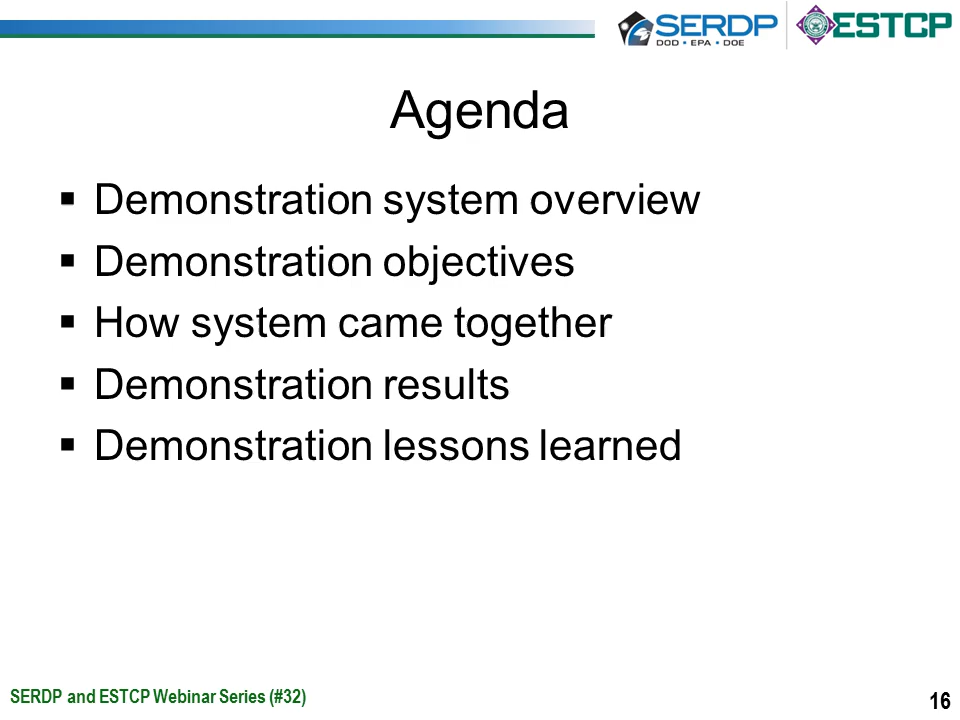 SERDP
DOD • EPA • DOE
ESTCP
Agenda
▪ Demonstration system overview
▪ Demonstration objectives
▪ How system came together
▪ Demonstration results
▪ Demonstration lessons learned
SERDP and ESTCP Webinar Series (#32)
16